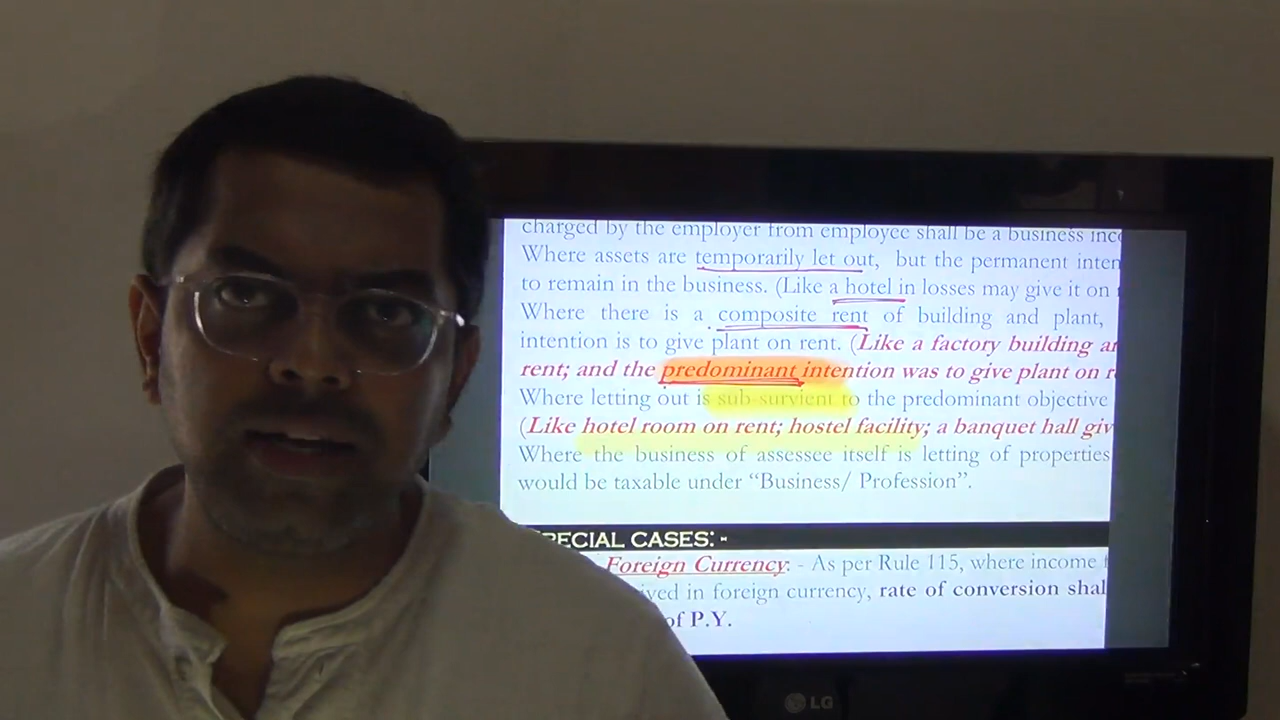 charged by the employer from employee shall be a business inc
Where assets are temporarily let out, but the permanent inten
to remain in the business. (Like a hotel in losses may give it on
Where there is a composite rent of building and plant,
intention is to give plant on rent. (Like a factory building
rent; and the predominant intention was to give plant on
Where letting out is sub-survient to the predominant objective
(Like hotel room on rent; hostel facility; a banquet hall giv
Where the business of assessee itself is letting of properties
would be taxable under “Business/ Profession”.
SPECIAL CASES: -
Foreign Currency: - As per Rule 115, where income
ived in foreign currency, rate of conversion shal
of P.Y.
LG